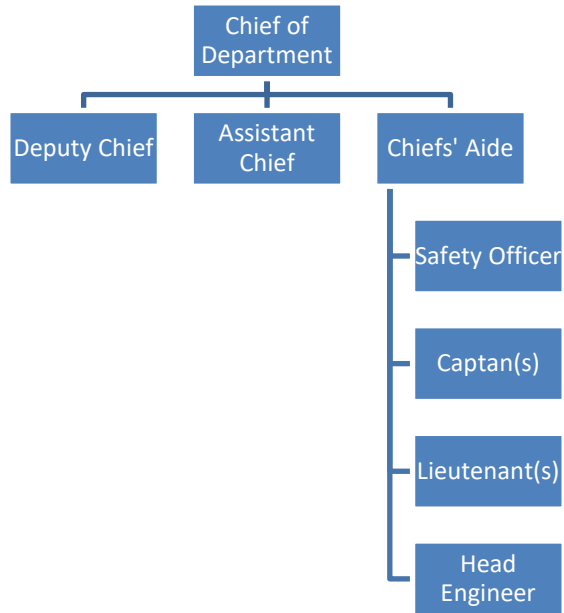 Chief of
Department
Deputy Chief
Assistant
Chief
Chiefs' Aide
Safety Officer
Captan(s)
Lieutenant(s)
Head
Engineer